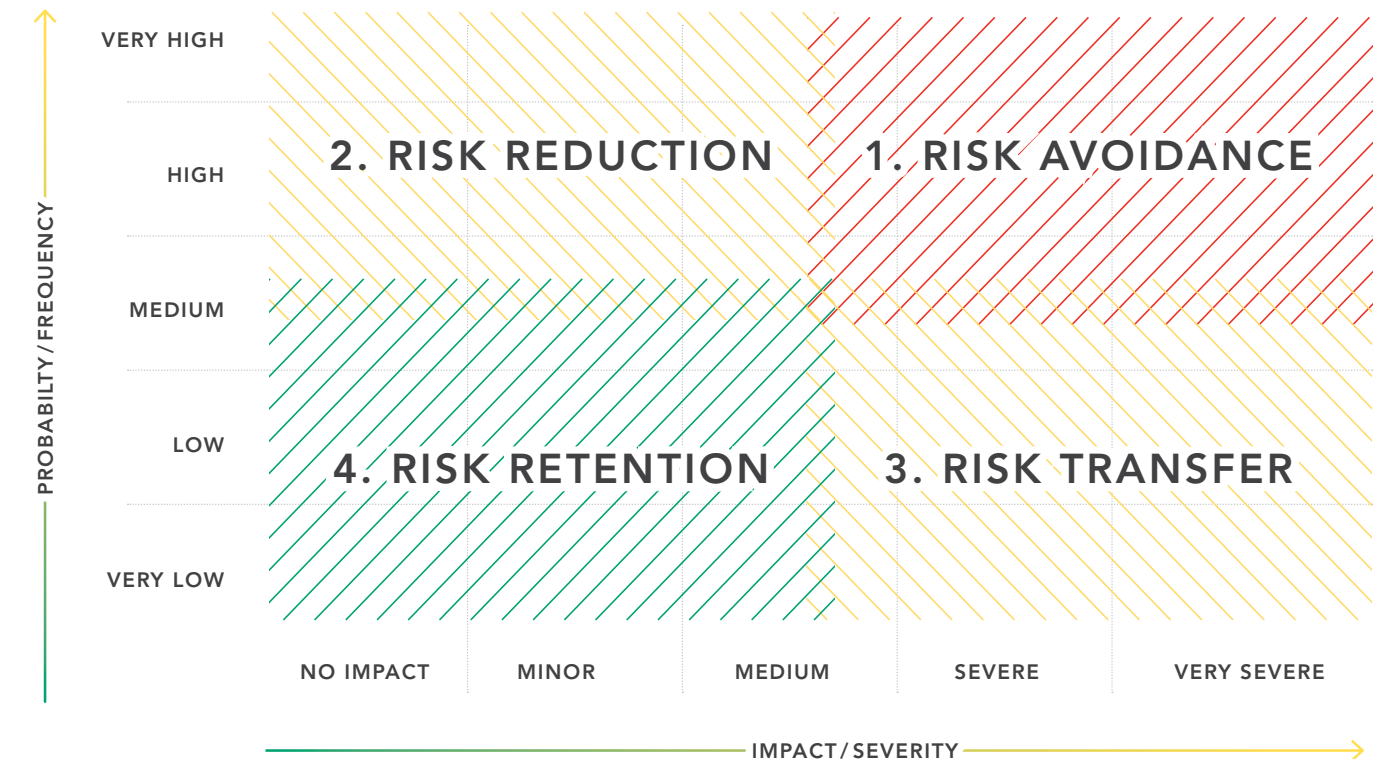 VERY HIGH
2. RISK REDUCTION
1. RISK AVOIDANCE
HIGH
MEDIUM
PROBABILTY/FREQUENCY
LOW
4. RISK RETENTION
3. RISK TRANSFER
VERY LOW
NO IMPACT
MINOR
MEDIUM
SEVERE
VERY SEVERE
IMPACT/SEVERITY